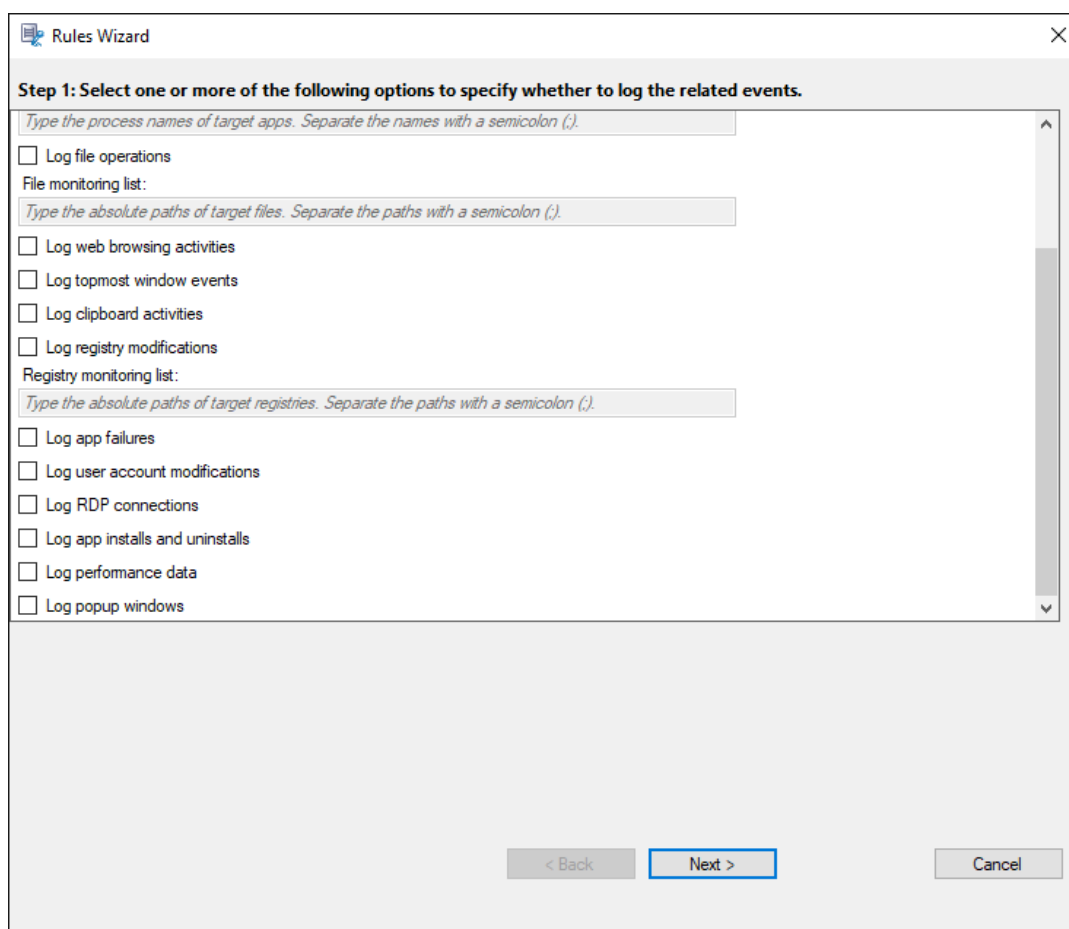 Rules Wizard
Step 1: Select one or more of the following options to specify whether to log the related events.
Type the process names of target apps. Separate the names with a semicolon (;).
Log file operations
File monitoring list:
Type the absolute paths of target files. Separate the paths with a semicolon (;).
Log web browsing activities
Log topmost window events
Log clipboard activities
Log registry modifications
Registry monitoring list:
Type the absolute paths of target registries. Separate the paths with a semicolon (;).
Log app failures
Log user account modifications
Log RDP connections
Log app installs and uninstalls
Log performance data
Log popup windows
< Back
Next >
Cancel